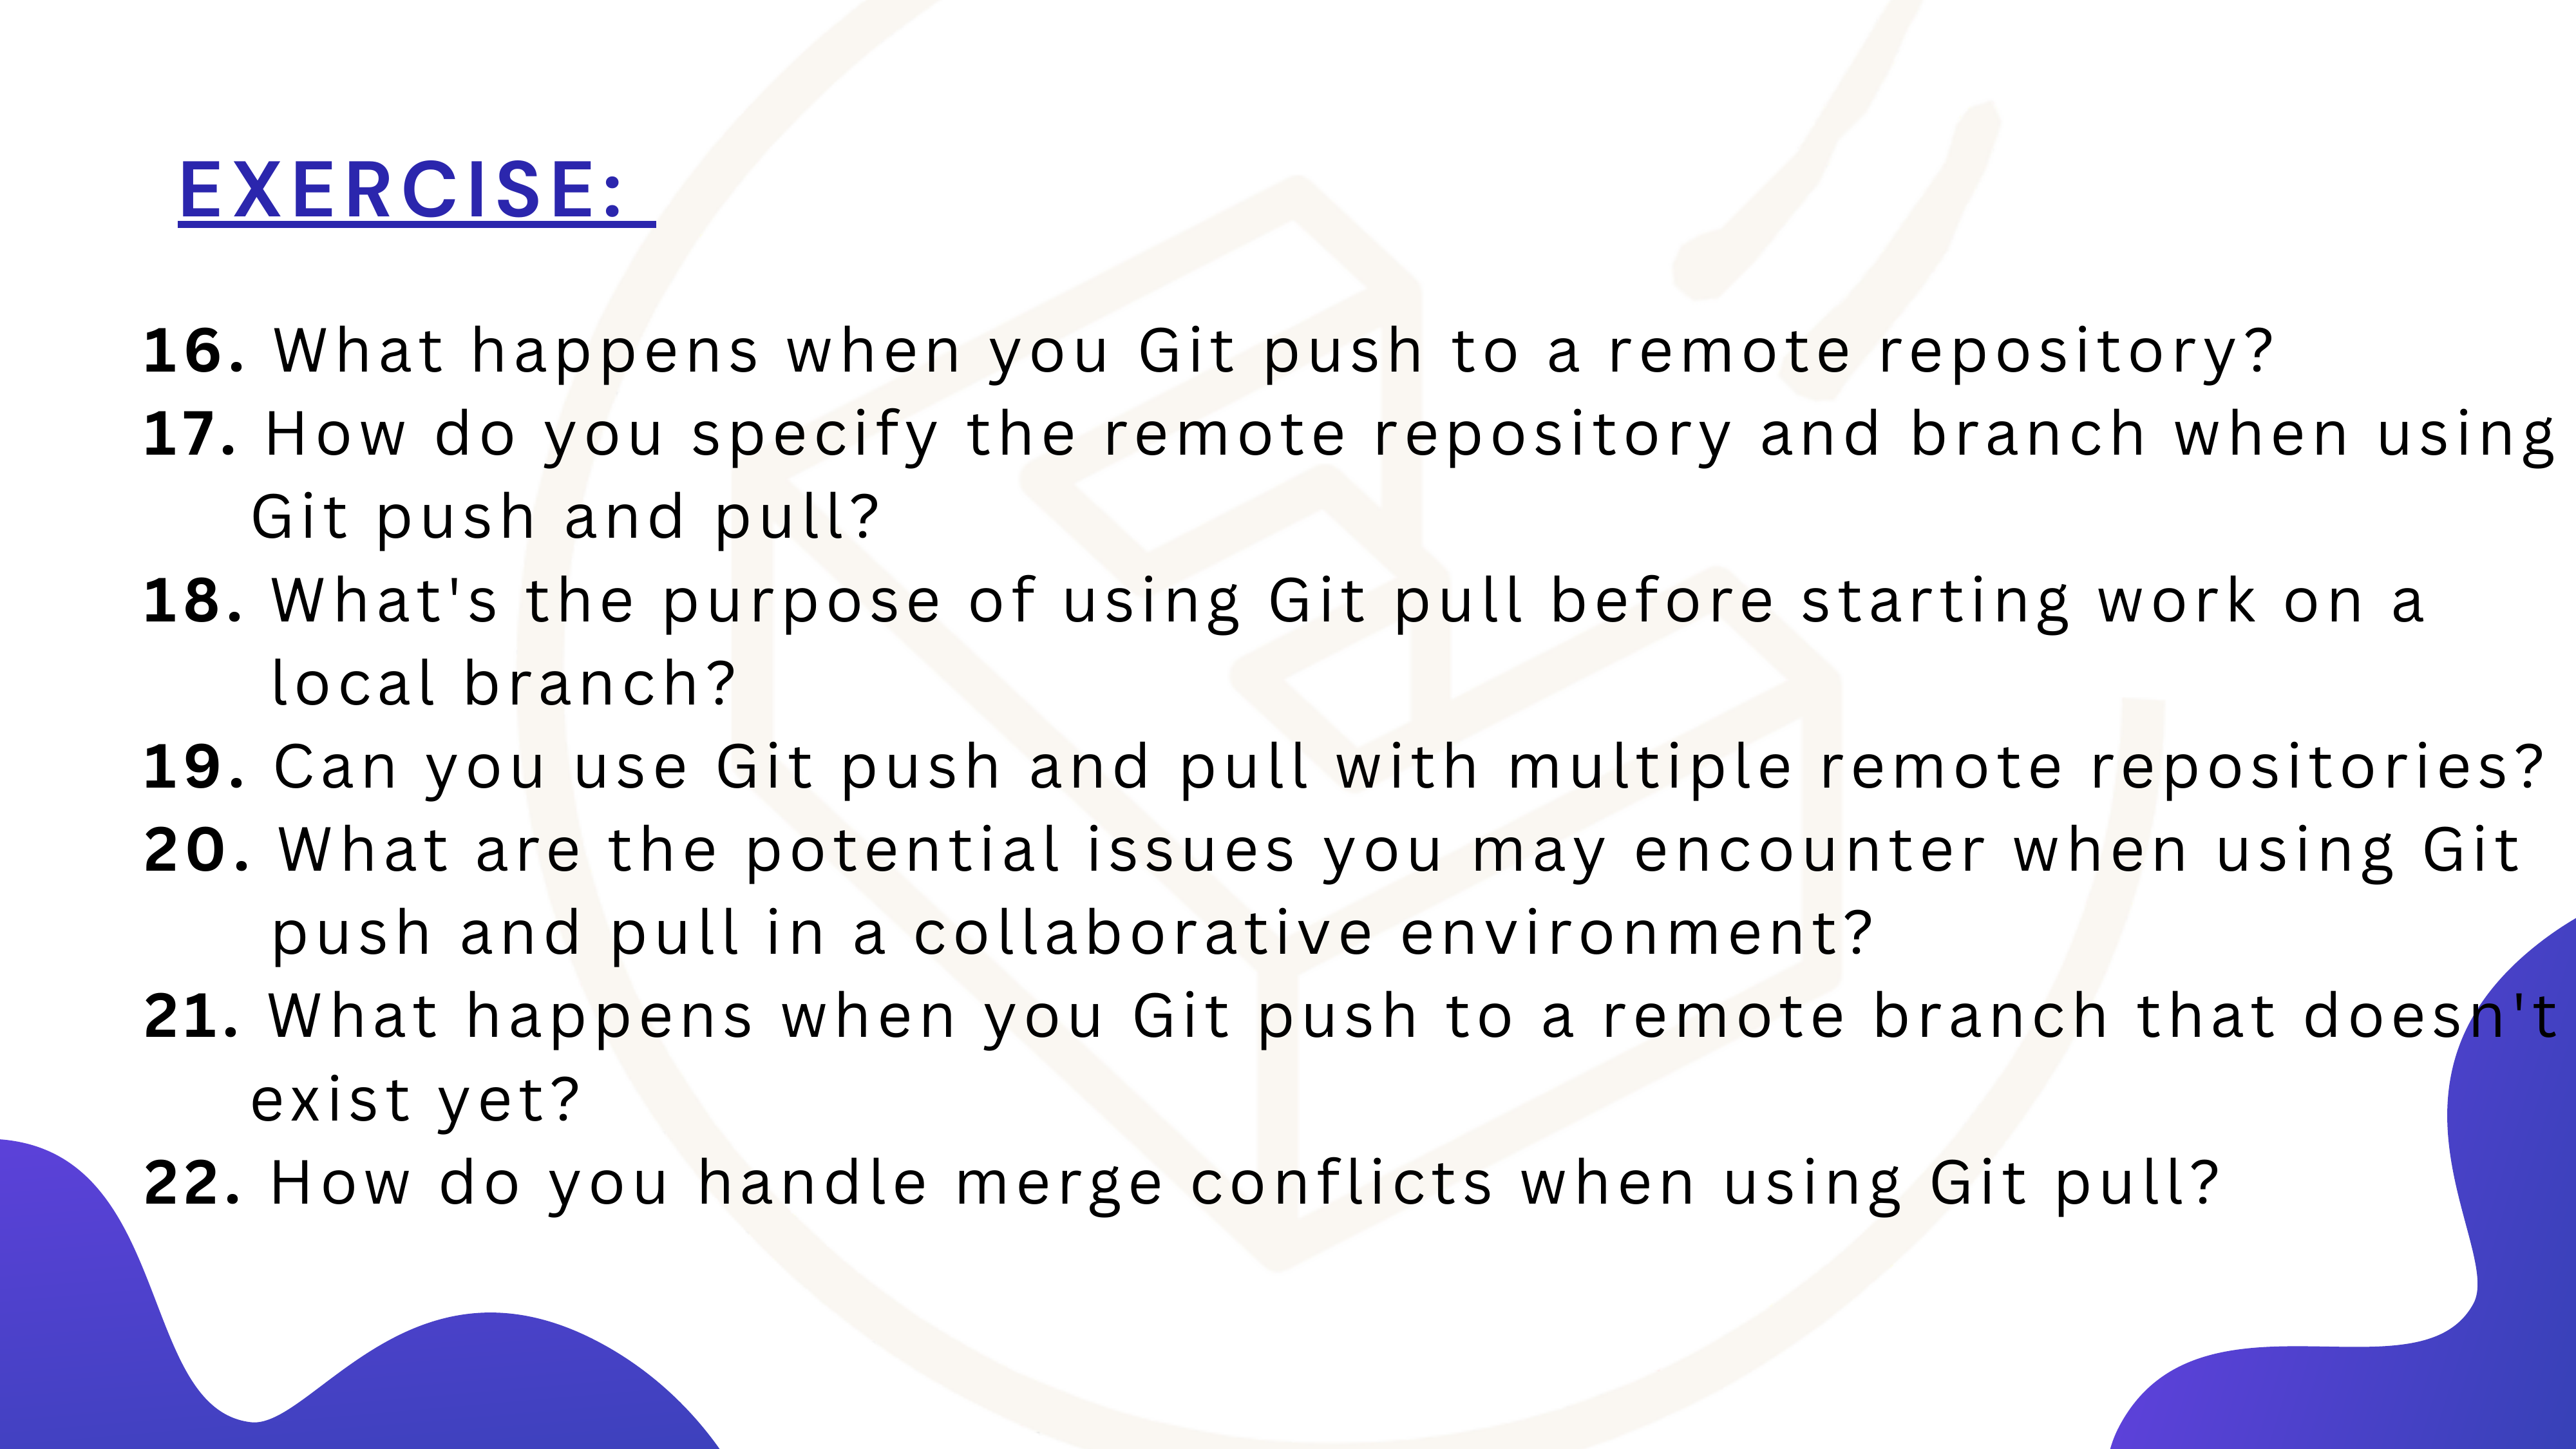 EXERCISE:
16. What happens when you Git push to a remote repository?
17. How do you specify the remote repository and branch when using
Git push and pull?
18. What's the purpose of using Git pull before starting work on a
local branch?
19. Can you use Git push and pull with multiple remote repositories?
20. What are the potential issues you may encounter when using Git
push and pull in a collaborative environment?
21. What happens when you Git push to a remote branch that doesn't
exist yet?
22. How do you handle merge conflicts when using Git pull?